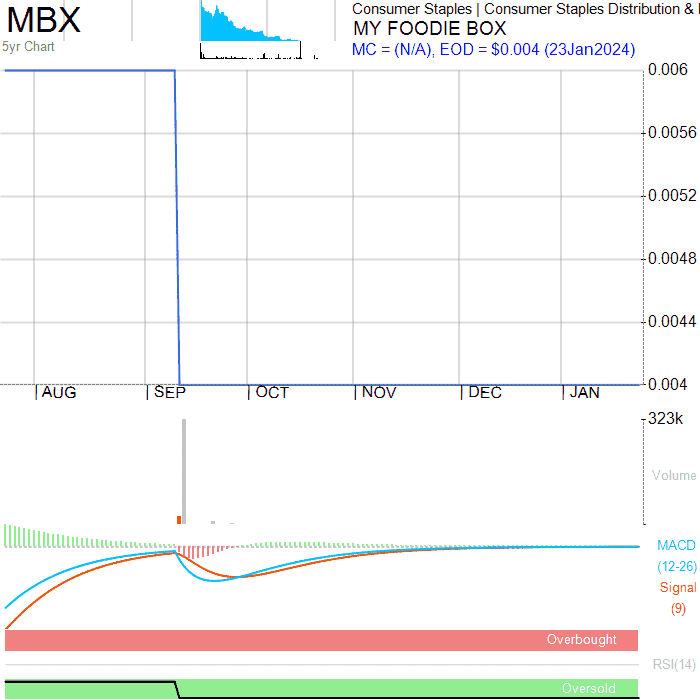 MBX
5yr Chart
Consumer Staples | Consumer Staples Distribution &
MY FOODIE BOX
MC = (N/A), EOD = $0.004 (23Jan2024)
0.006
0.0056
0.0052
0.0048
0.0044
0.004
AUG SEP OCT NOV DEC JAN
323k
Volume
MACD
(12-26)
Signal
(9)
Overbought
RSI(14)
Oversold